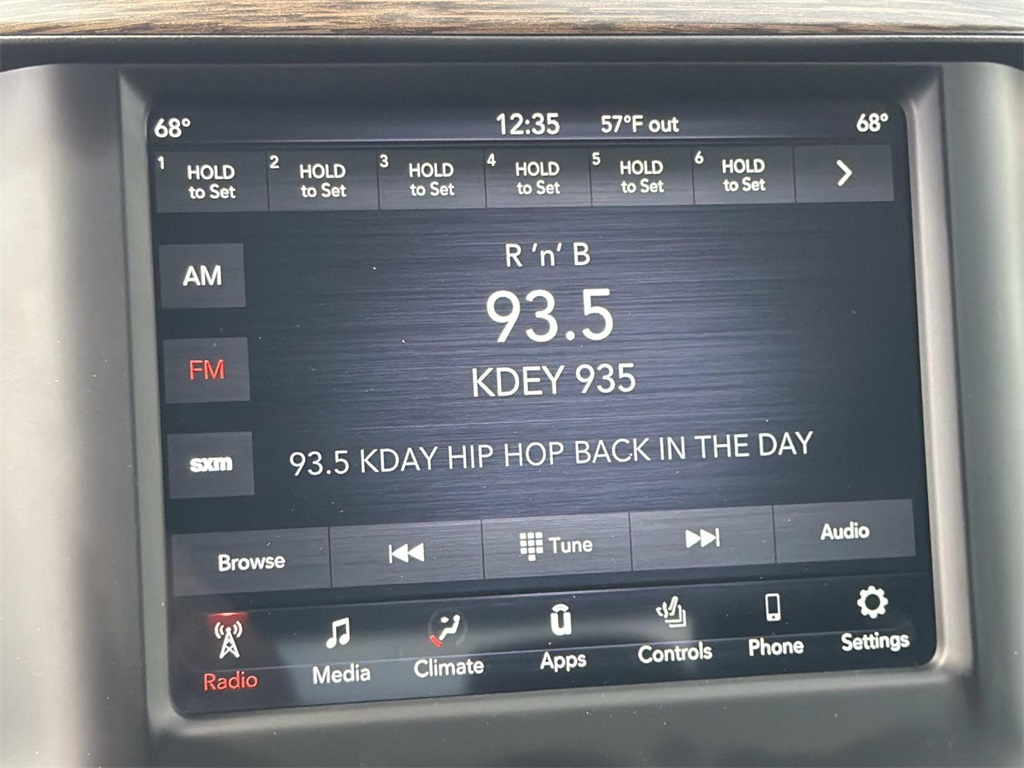 68° 12:35 57°F out 68°
1 HOLD to Set
2 HOLD to Set
3 HOLD to Set
4 HOLD to Set
5 HOLD to Set
6 HOLD to Set
AM
R 'n' B
93.5
FM
KDEY 935
sxm
93.5 KDAY HIP HOP BACK IN THE DAY
Browse Tune Audio
Radio Media Climate Apps Controls Phone Settings